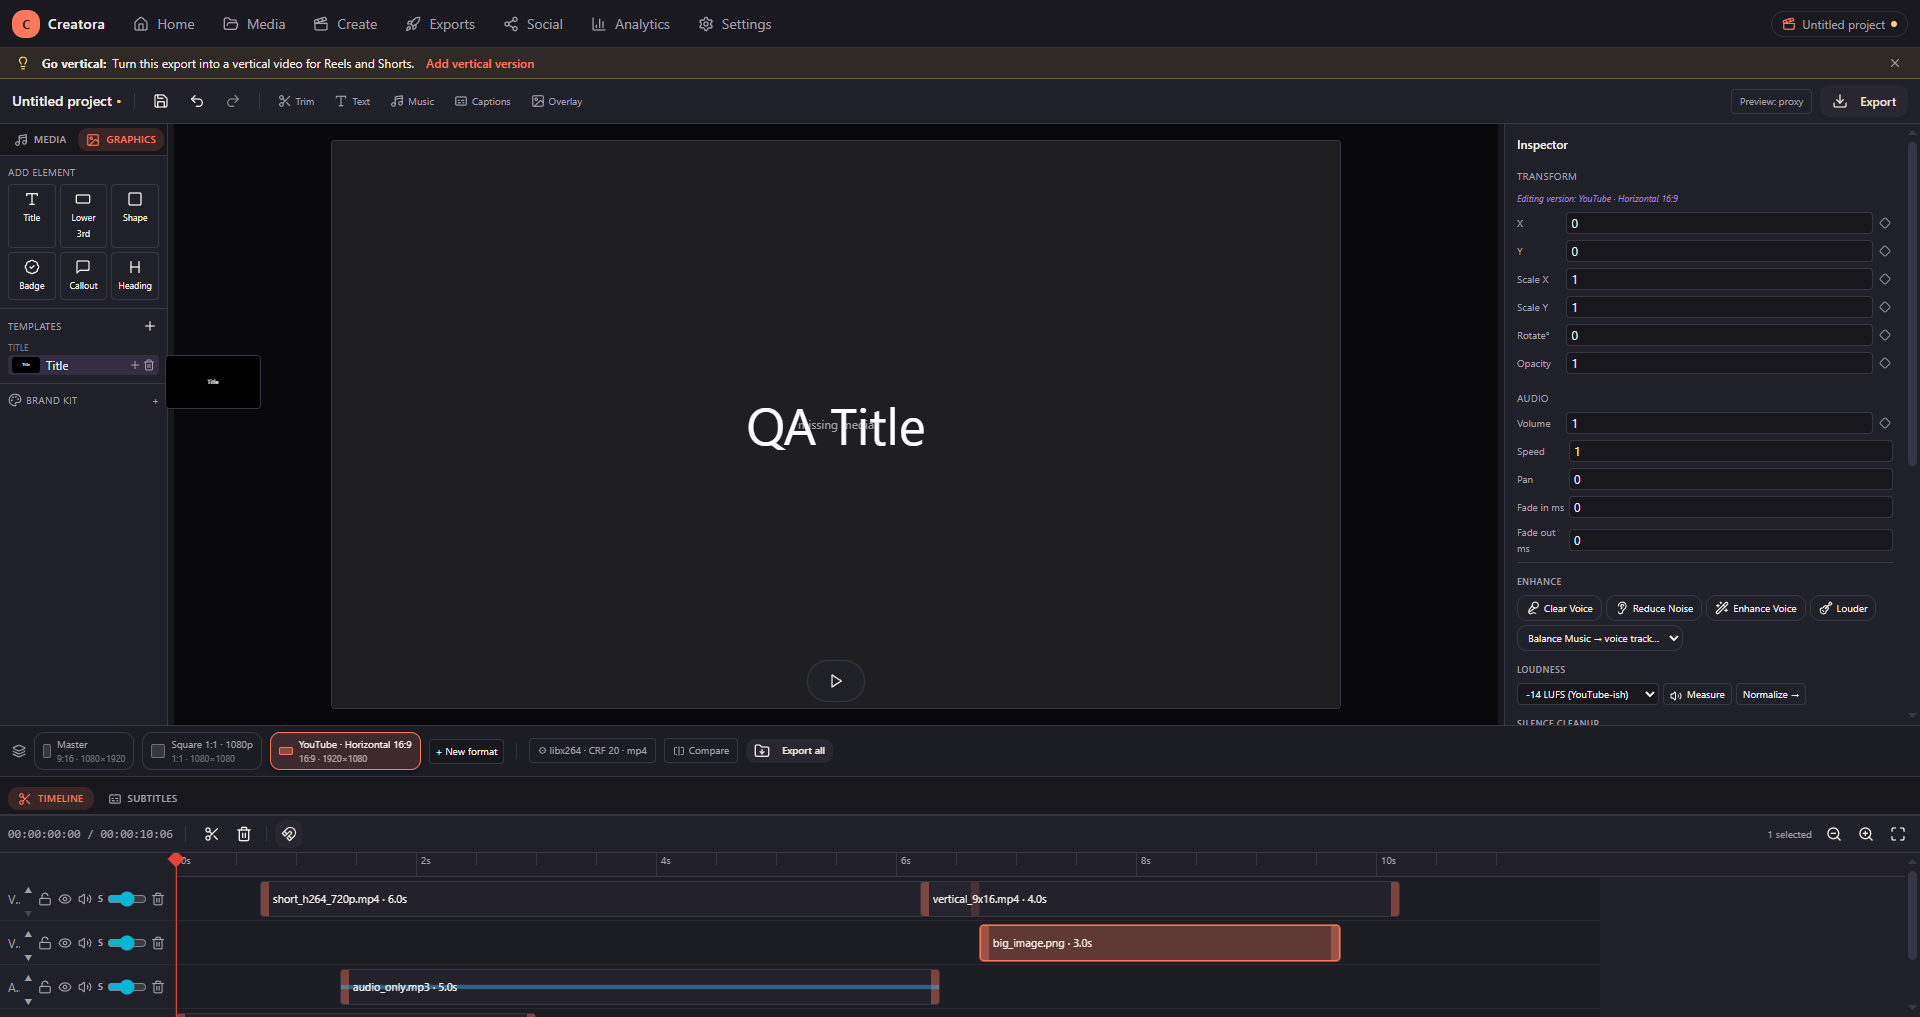 C Creatora Home Media Create Exports Social Analytics Settings Untitled project
Go vertical: Turn this export into a vertical video for Reels and Shorts. Add vertical version
Untitled project Trim Text Music Captions Overlay Preview: proxy Export
MEDIA GRAPHICS
ADD ELEMENT
Title Lower 3rd Shape
Badge Callout Heading
TEMPLATES +
TITLE
Title Title +
Title
BRAND KIT +
missing media
QA Title
Inspector
TRANSFORM
Editing version: YouTube · Horizontal 16:9
X 0
Y 0
Scale X 1
Scale Y 1
Rotate° 0
Opacity 1
AUDIO
Volume 1
Speed 1
Pan 0
Fade in ms 0
Fade out ms 0
ENHANCE
Clear Voice Reduce Noise Enhance Voice Louder
Balance Music → voice track...
LOUDNESS
-14 LUFS (YouTube-ish) Measure Normalize →
SILENCE CLEANUP
Master
9:16 · 1080×1920
Square 1:1 · 1080p
1:1 · 1080×1080
YouTube · Horizontal 16:9
16:9 · 1920×1080
+ New format libx264 · CRF 20 · mp4 Compare Export all
TIMELINE SUBTITLES
00:00:00:00 / 00:00:10:06 1 selected
0s 2s 4s 6s 8s 10s
V.. S short_h264_720p.mp4 · 6.0s vertical_9x16.mp4 · 4.0s
V.. S big_image.png · 3.0s
A.. S audio_only.mp3 · 5.0s